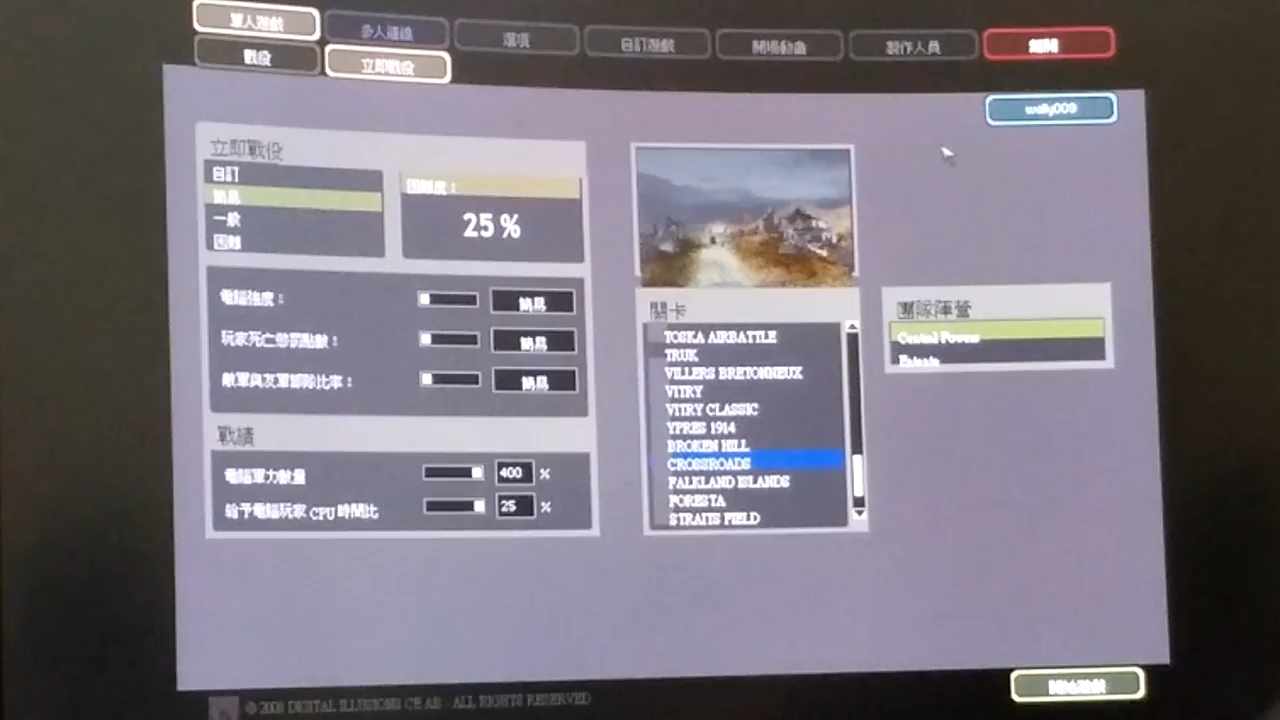 單人遊戲
多人連線
選項
自訂遊戲
開場動畫
製作人員
離開
戰役
立即戰役
wolly009
立即戰役
自訂
簡易
一般
困難
困難度：
25 %
電腦強度：
簡易
玩家死亡懲罰點數：
簡易
敵軍與友軍部隊比率：
簡易
戰績
電腦軍力數量
400 %
給予電腦玩家 CPU 時間比
25 %
關卡
TOSKA AIRBATTLE
TRUK
VILLERS BRETONNEUX
VITRY
VITRY CLASSIC
YPRES 1914
BROKEN HILL
CROSSROADS
FALKLAND ISLANDS
FORESTA
STRAITS FIELD
團隊陣營
Central Powers
Entente
開始遊戲
DIGITAL ILLUSIONS CE AB - ALL RIGHTS RESERVED